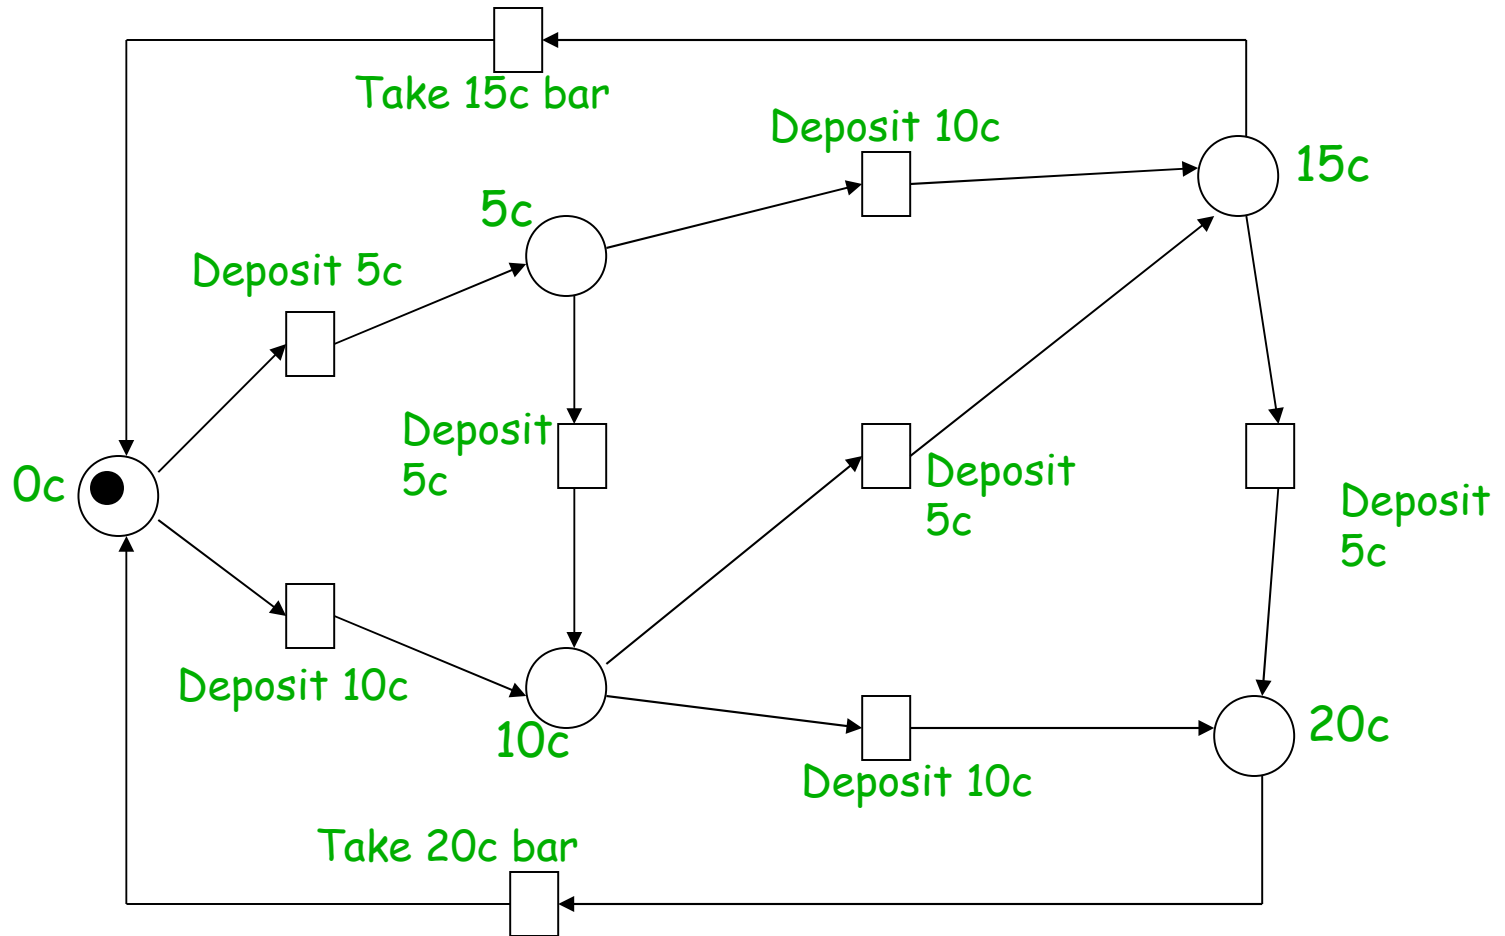 Take 15c bar
Deposit 10c
15c
5c
Deposit 5c
Deposit
5c
Deposit
5c
0c
Deposit
5c
Deposit 10c
10c
20c
Deposit 10c
Take 20c bar